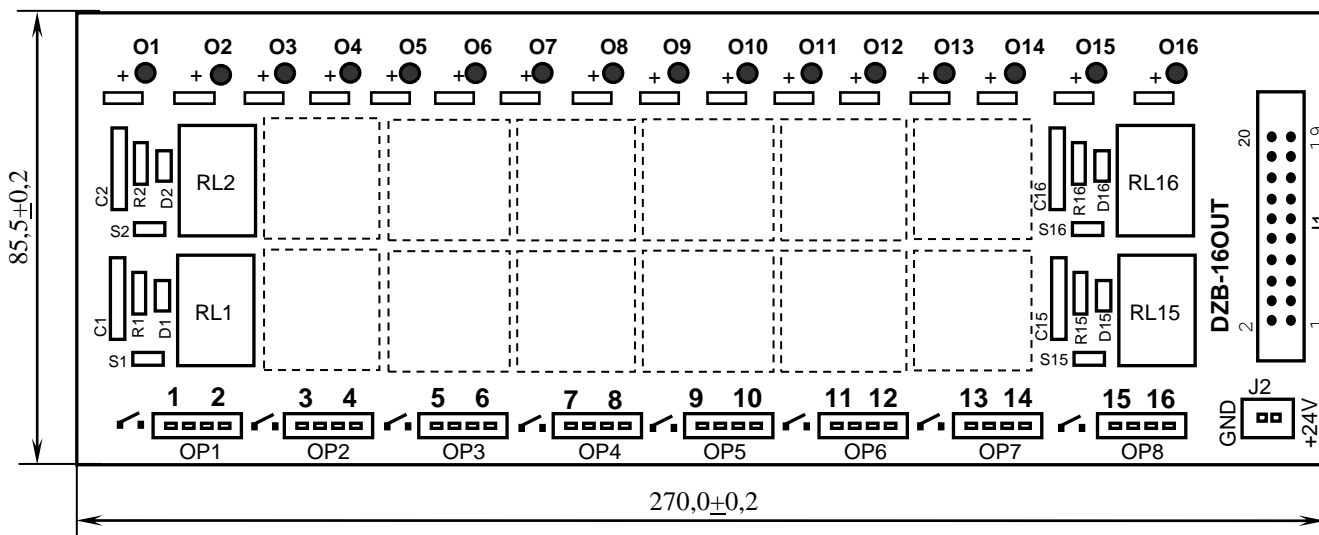 O1 O2 O3 O4 O5 O6 O7 O8 O9 O10 O11 O12 O13 O14 O15 O16
+ + + + + + + + + + + + + + + +
C2 R2 D2 RL2
S2
C16 R16 D16 RL16
S16
20 19
C1 R1 D1 RL1
S1
C15 R15 D15 RL15
S15
DZB-16OUT
2 1
J2
GND +24V
1 2 3 4 5 6 7 8 9 10 11 12 13 14 15 16
OP1 OP2 OP3 OP4 OP5 OP6 OP7 OP8
85,5±0,2
270,0±0,2